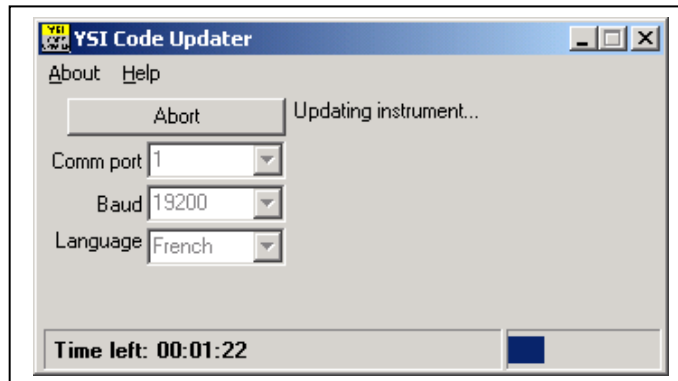 YSI Code Updater
About Help
Abort Updating instrument...
Comm port 1
Baud 19200
Language French
Time left: 00:01:22